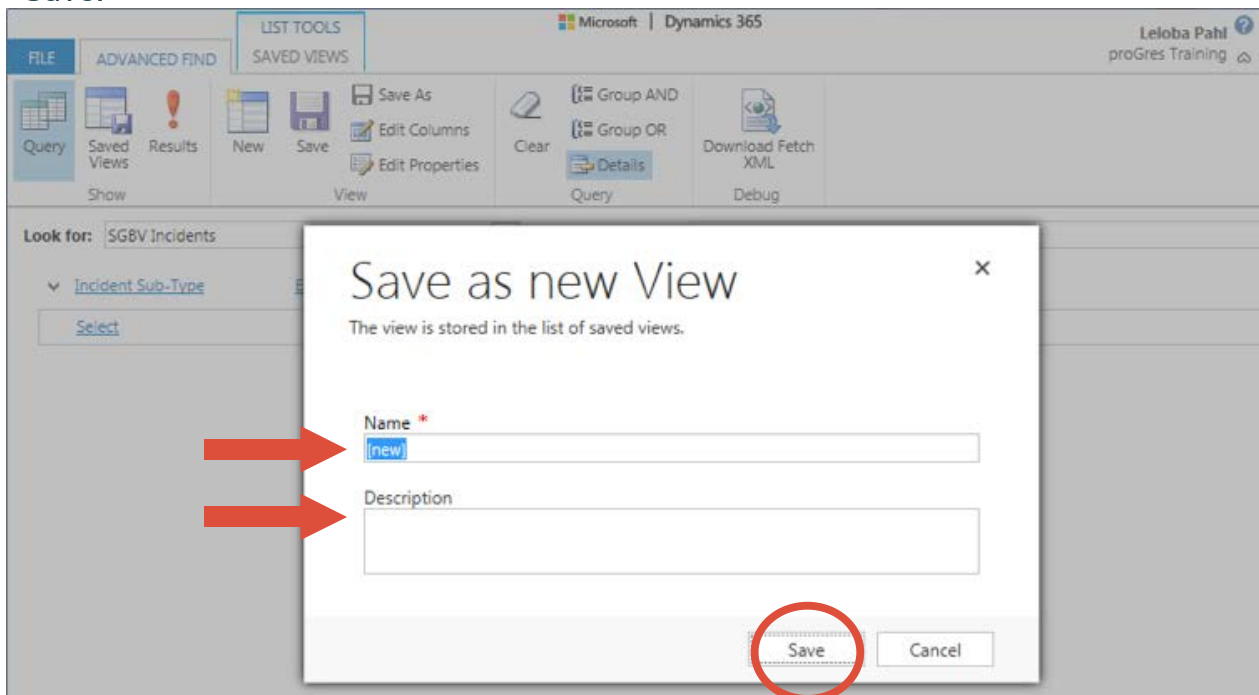 LIST TOOLS
Microsoft | Dynamics 365
Leloba Pahl
proGres Training
FILE
ADVANCED FIND
SAVED VIEWS
Query
Saved Views
Results
New
Save
Save As
Edit Columns
Edit Properties
Clear
Group AND
Group OR
Details
Download Fetch XML
Show
View
Query
Debug
Look for: SGBV Incidents
Incident Sub-Type
Select
Save as new View
The view is stored in the list of saved views.
Name *
[new]
Description
Save
Cancel